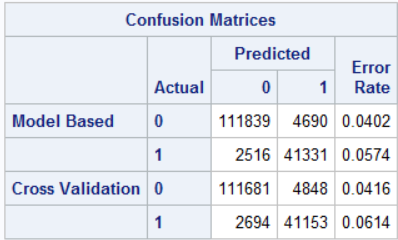 Confusion Matrices
Predicted
Error
Actual 0 1 Rate
Model Based 0 111839 4690 0.0402
1 2516 41331 0.0574
Cross Validation 0 111681 4848 0.0416
1 2694 41153 0.0614